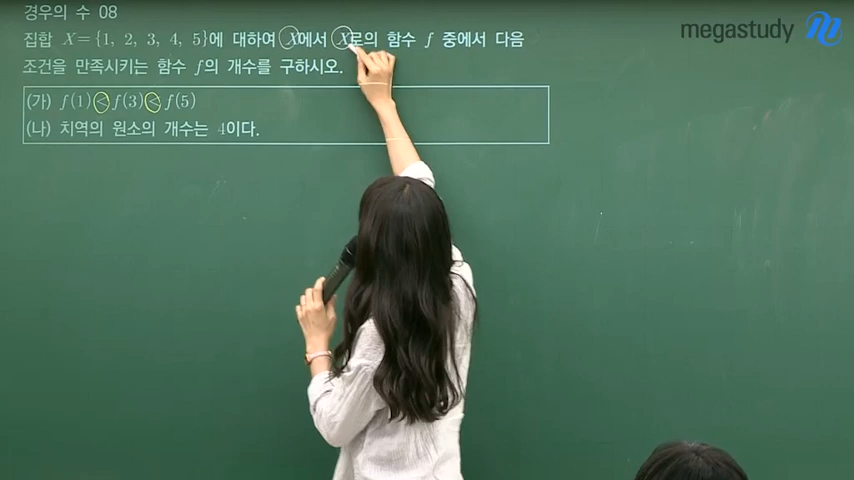 경우의 수 08
megastudy
집합 X={1, 2, 3, 4, 5}에 대하여 X에서 X로의 함수 f 중에서 다음
조건을 만족시키는 함수 f의 개수를 구하시오.
(가) f(1)<f(3)<f(5)
(나) 치역의 원소의 개수는 4이다.